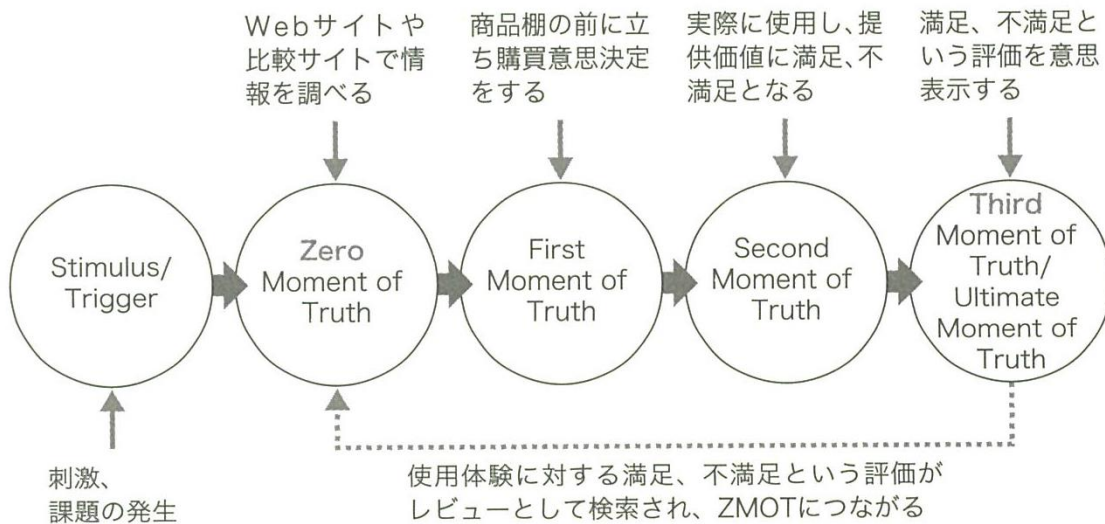 Webサイトや
比較サイトで情
報を調べる
商品棚の前に立
ち購買意思決定
をする
実際に使用し、提
供価値に満足、不
満足となる
満足、不満足と
いう評価を意思
表示する
Stimulus/
Trigger
Zero
Moment of
Truth
First
Moment of
Truth
Second
Moment of
Truth
Third
Moment of
Truth/
Ultimate
Moment of
Truth
刺激、
課題の発生
使用体験に対する満足、不満足という評価が
レビューとして検索され、ZMOTにつながる